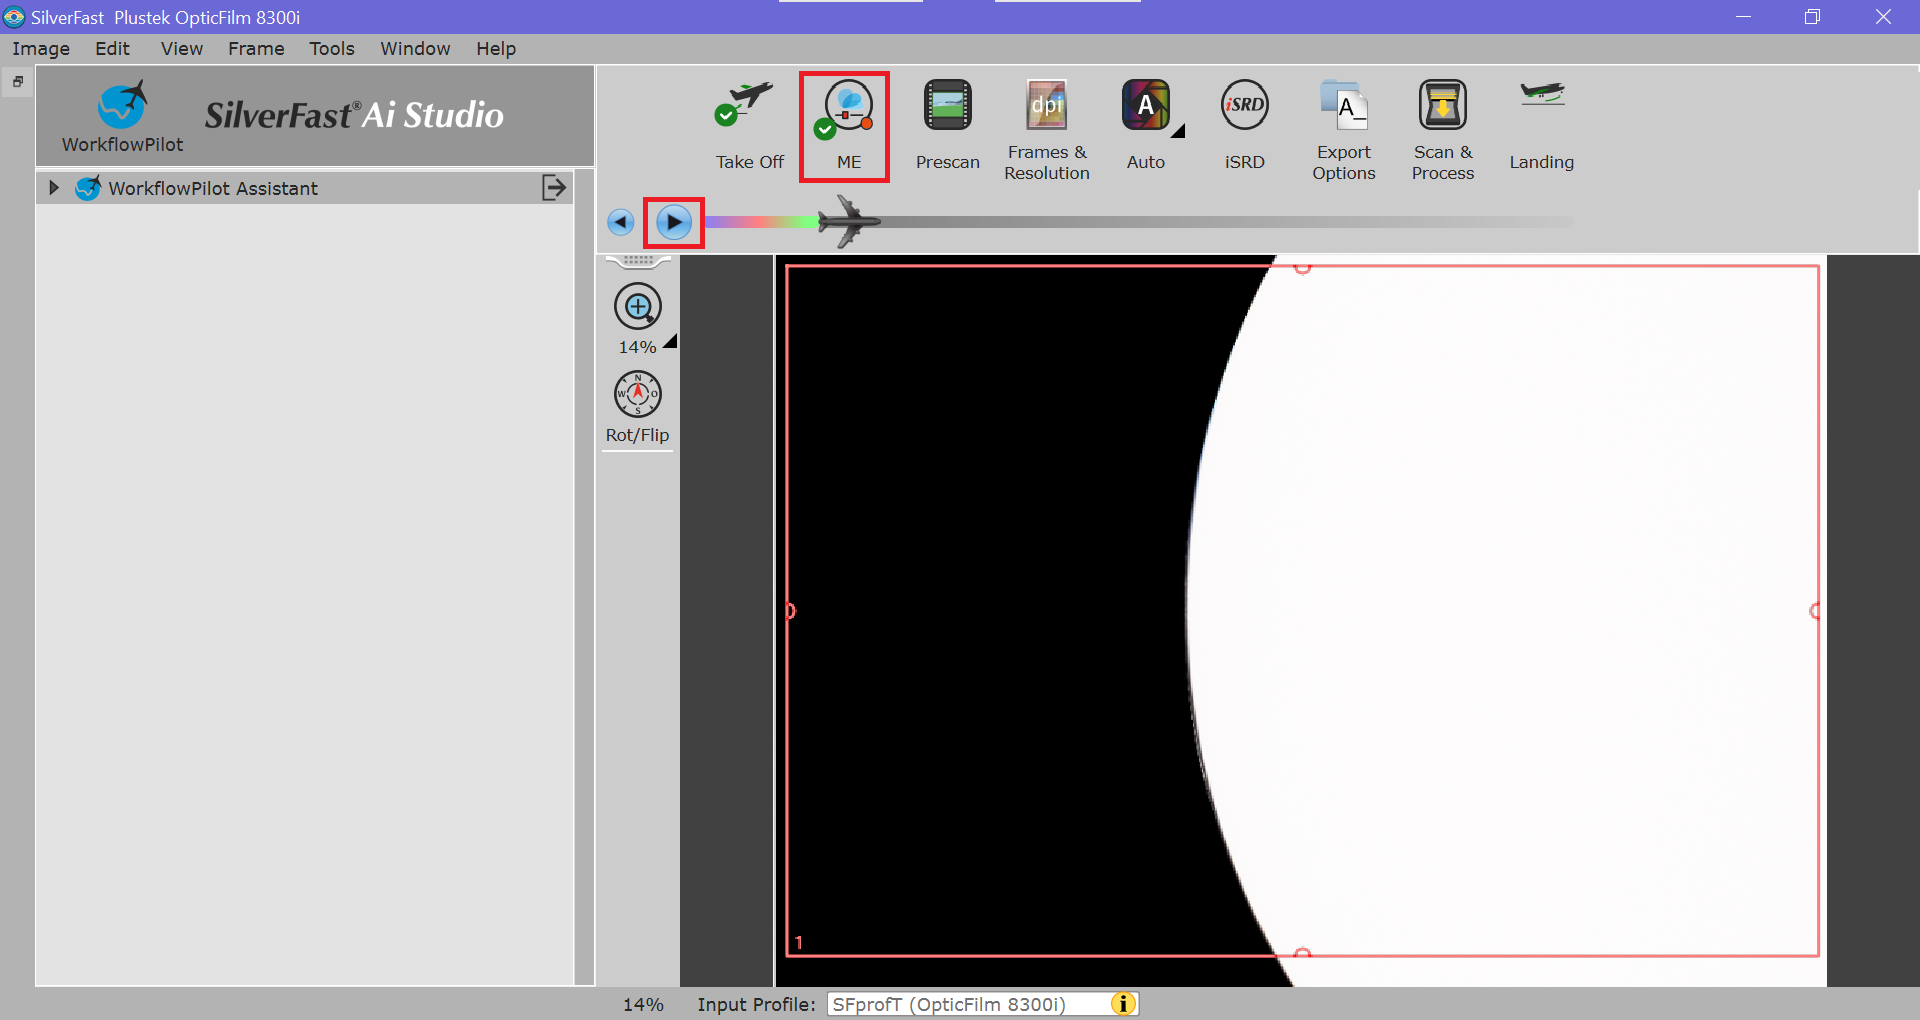 SilverFast Plustek OpticFilm 8300i
Image Edit View Frame Tools Window Help
WorkflowPilot
SilverFast® Ai Studio
WorkflowPilot Assistant
Take Off
ME
Prescan
dpi
Frames & Resolution
A
Auto
iSRD
iSRD
A_
Export Options
Scan & Process
Landing
14%
N
W O
S
Rot/Flip
1
14% Input Profile: SFprofT (OpticFilm 8300i) i